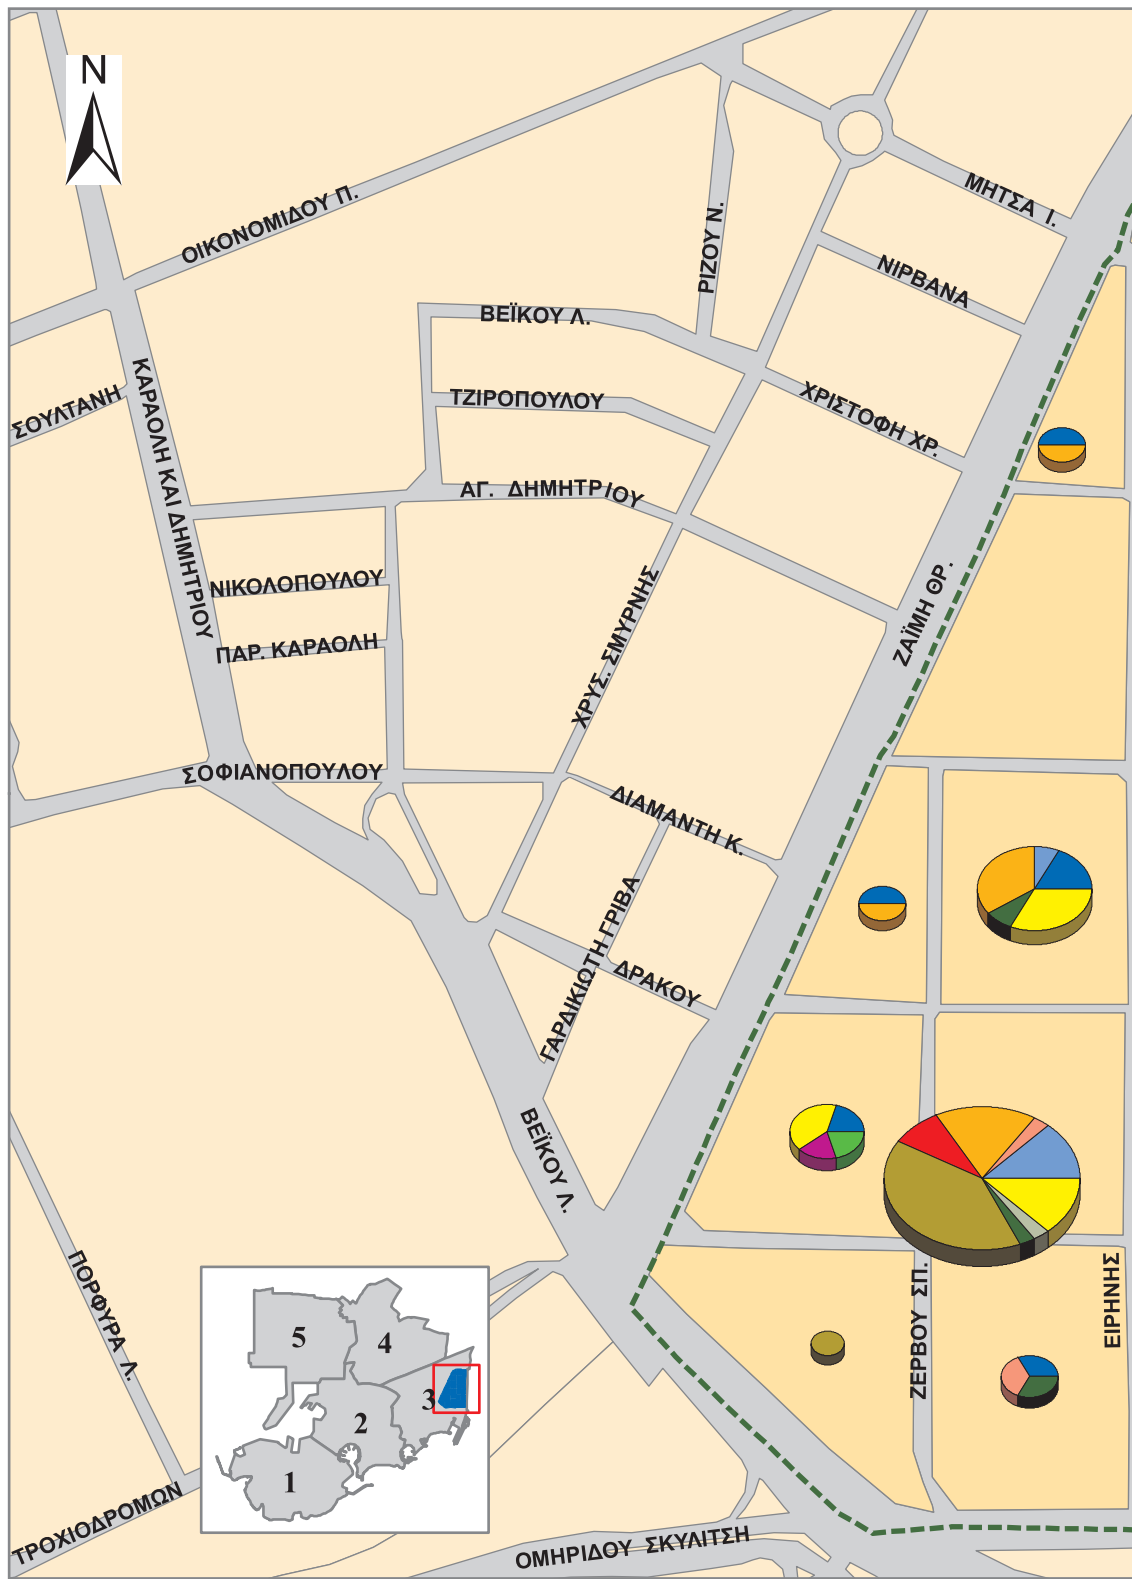 N
ΜΗΤΣΑ Ι.
ΟΙΚΟΝΟΜΙΔΟΥ Π.
ΡΙΖΟΥ Ν.
ΝΙΡΒΑΝΑ
ΒΕΪΚΟΥ Λ.
ΣΟΥΛΤΑΝΗ
ΚΑΡΑΟΛΗ ΚΑΙ ΔΗΜΗΤΡΙΟΥ
ΤΖΙΡΟΠΟΥΛΟΥ
ΧΡΙΣΤΟΦΗ ΧΡ.
ΑΓ. ΔΗΜΗΤΡΙΟΥ
ΝΙΚΟΛΟΠΟΥΛΟΥ
ΖΑΪΜΗ ΘΡ.
ΠΑΡ. ΚΑΡΑΟΛΗ
ΧΡΥΣ. ΣΜΥΡΝΗΣ
ΣΟΦΙΑΝΟΠΟΥΛΟΥ
ΔΙΑΜΑΝΤΗ Κ.
ΓΑΡΔΙΚΙΩΤΗ ΓΡΙΒΑ
ΔΡΑΚΟΥ
ΒΕΪΚΟΥ Λ.
ΠΟΡΦΥΡΑ Λ.
ΖΕΡΒΟΥ ΣΠ.
ΕΙΡΗΝΗΣ
5
4
3
2
1
ΤΡΟΧΙΟΔΡΟΜΩΝ
ΟΜΗΡΙΔΟΥ ΣΚΥΛΙΤΣΗ